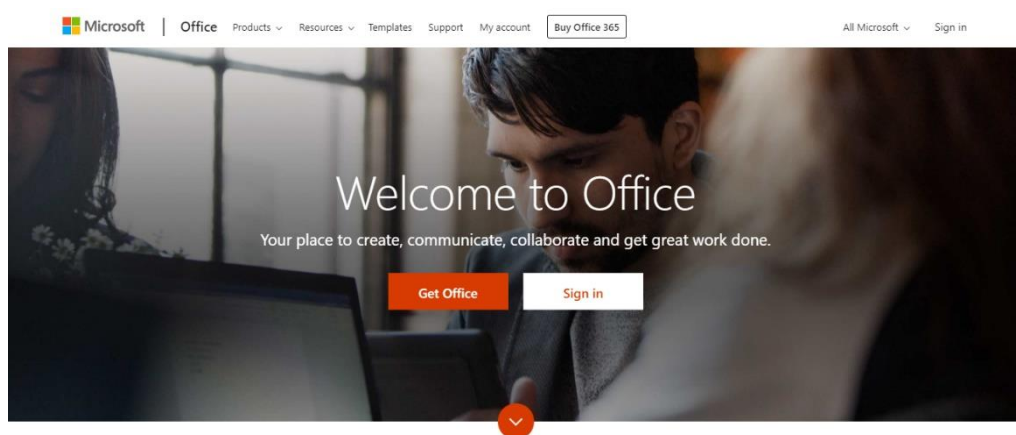 Microsoft | Office Products Resources Templates Support My account Buy Office 365 All Microsoft Sign in
Welcome to Office
Your place to create, communicate, collaborate and get great work done.
Get Office Sign in